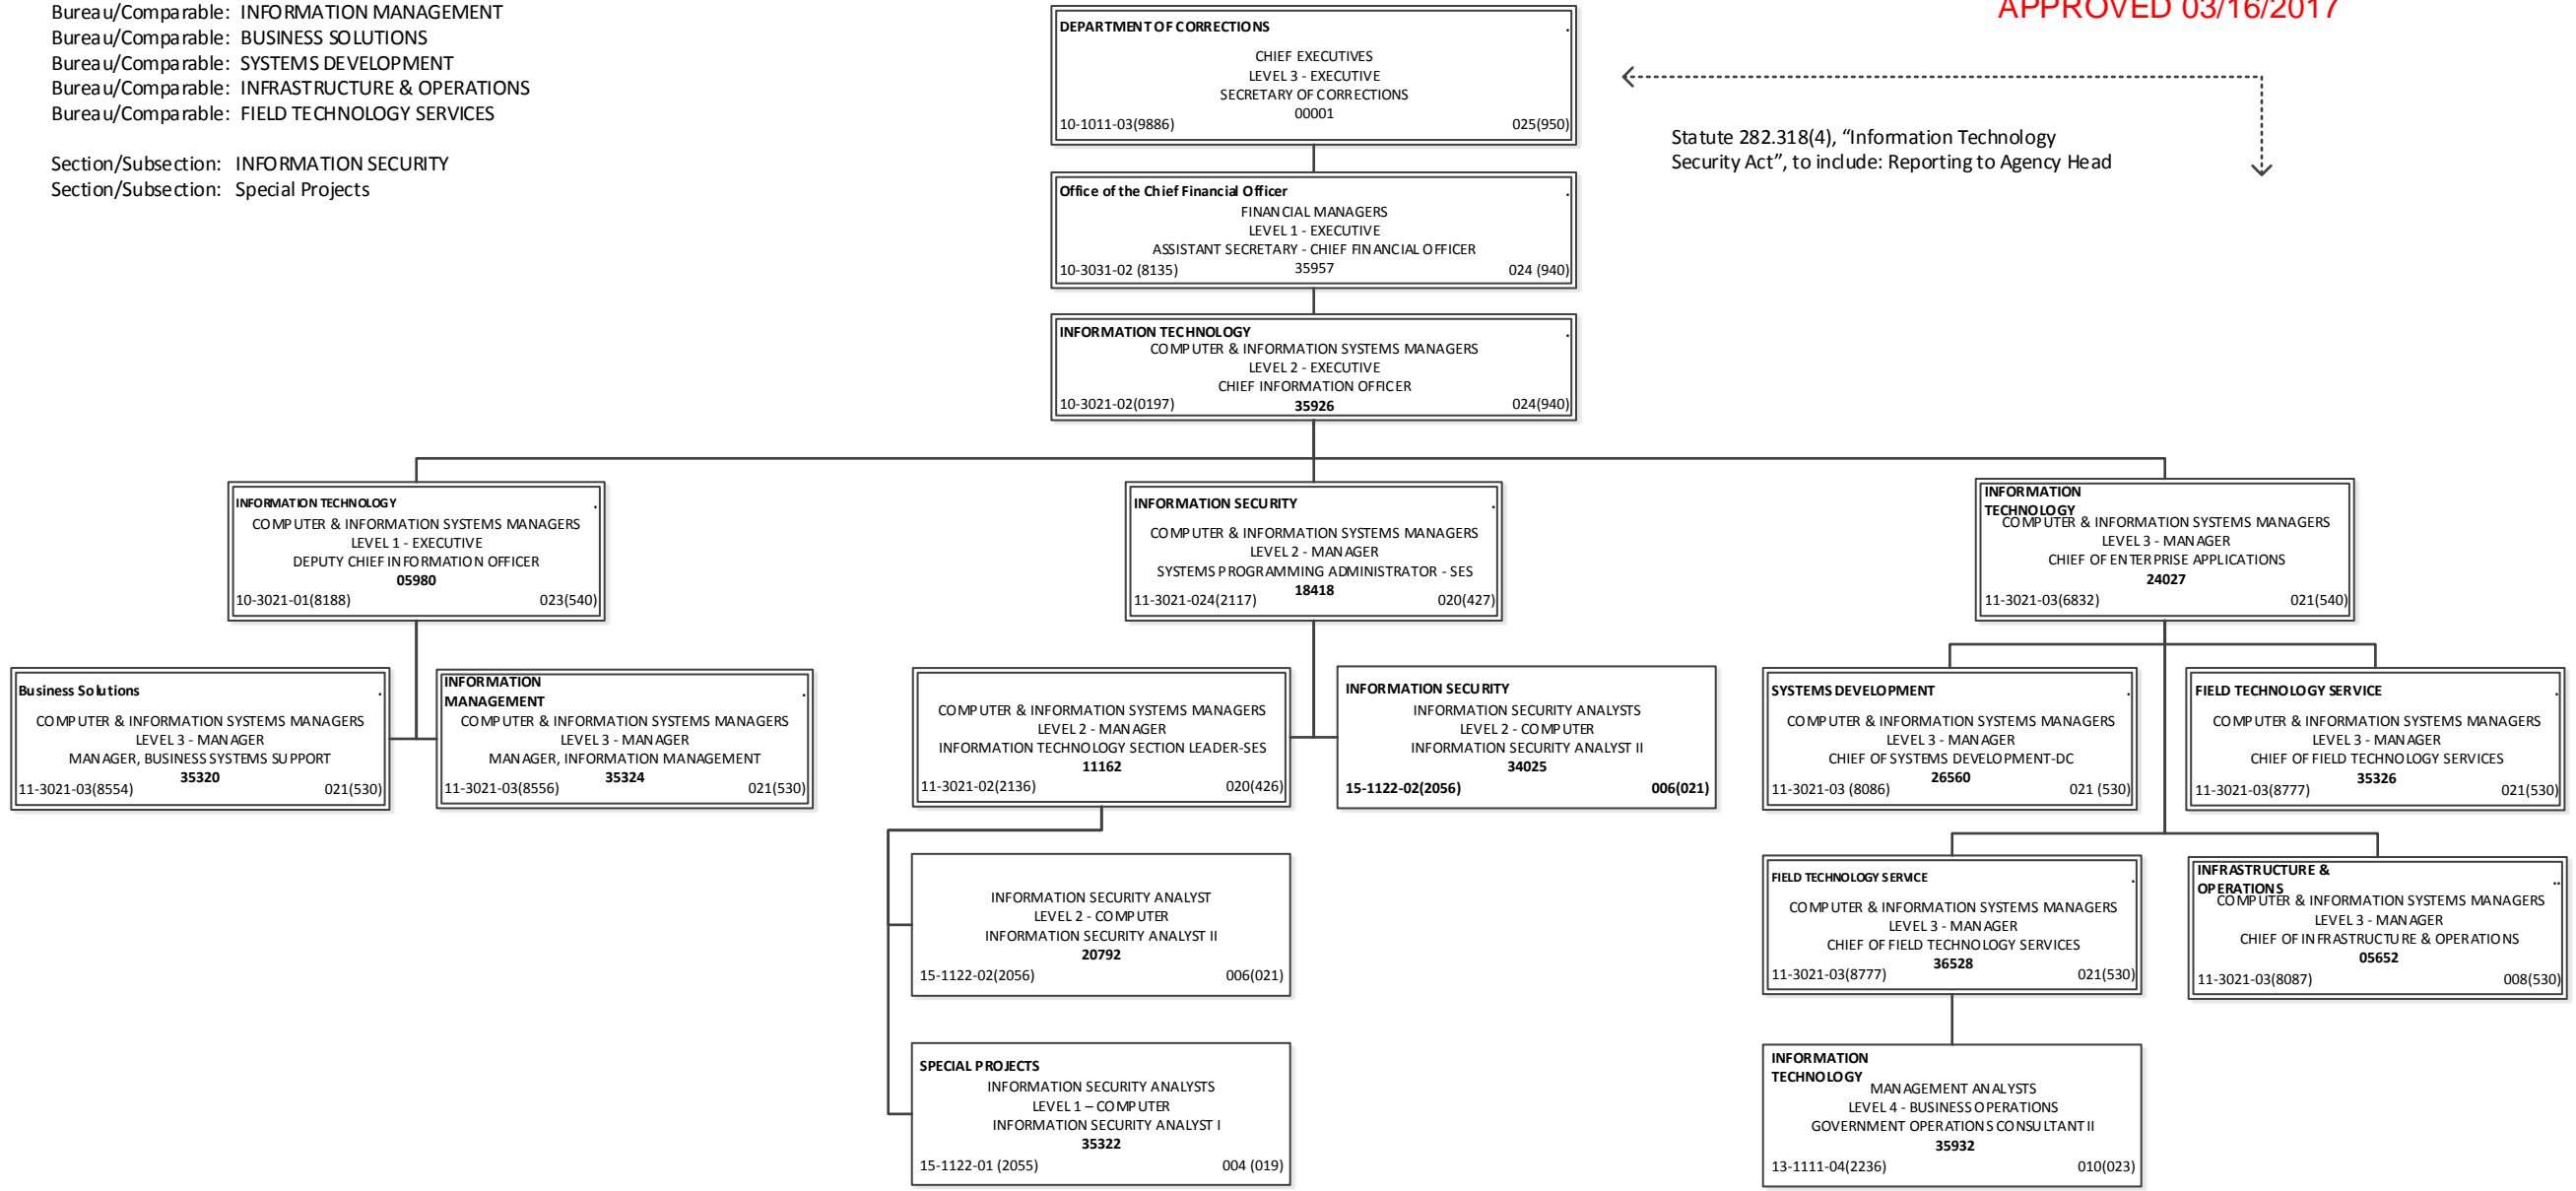 Bureau/Comparable: INFORMATION MANAGEMENT
Bureau/Comparable: BUSINESS SOLUTIONS
Bureau/Comparable: SYSTEMS DEVELOPMENT
Bureau/Comparable: INFRASTRUCTURE & OPERATIONS
Bureau/Comparable: FIELD TECHNOLOGY SERVICES
Section/Subsection: INFORMATION SECURITY
Section/Subsection: Special Projects
APPROVED 03/16/2017
DEPARTMENT OF CORRECTIONS .
CHIEF EXECUTIVES
LEVEL 3 - EXECUTIVE
SECRETARY OF CORRECTIONS
00001
10-1011-03(9886) 025(950)
Statute 282.318(4), “Information Technology
Security Act”, to include: Reporting to Agency Head
Office of the Chief Financial Officer .
FINANCIAL MANAGERS
LEVEL 1 - EXECUTIVE
ASSISTANT SECRETARY - CHIEF FINANCIAL OFFICER
35957
10-3031-02 (8135) 024 (940)
INFORMATION TECHNOLOGY .
COMPUTER & INFORMATION SYSTEMS MANAGERS
LEVEL 2 - EXECUTIVE
CHIEF INFORMATION OFFICER
35926
10-3021-02(0197) 024(940)
INFORMATION TECHNOLOGY .
COMPUTER & INFORMATION SYSTEMS MANAGERS
LEVEL 1 - EXECUTIVE
DEPUTY CHIEF INFORMATION OFFICER
05980
10-3021-01(8188) 023(540)
INFORMATION SECURITY .
COMPUTER & INFORMATION SYSTEMS MANAGERS
LEVEL 2 - MANAGER
SYSTEMS PROGRAMMING ADMINISTRATOR - SES
18418
11-3021-024(2117) 020(427)
INFORMATION
TECHNOLOGY .
COMPUTER & INFORMATION SYSTEMS MANAGERS
LEVEL 3 - MANAGER
CHIEF OF ENTERPRISE APPLICATIONS
24027
11-3021-03(6832) 021(540)
Business Solutions .
COMPUTER & INFORMATION SYSTEMS MANAGERS
LEVEL 3 - MANAGER
MANAGER, BUSINESS SYSTEMS SUPPORT
35320
11-3021-03(8554) 021(530)
INFORMATION
MANAGEMENT .
COMPUTER & INFORMATION SYSTEMS MANAGERS
LEVEL 3 - MANAGER
MANAGER, INFORMATION MANAGEMENT
35324
11-3021-03(8556) 021(530)
COMPUTER & INFORMATION SYSTEMS MANAGERS
LEVEL 2 - MANAGER
INFORMATION TECHNOLOGY SECTION LEADER-SES
11162
11-3021-02(2136) 020(426)
INFORMATION SECURITY
INFORMATION SECURITY ANALYSTS
LEVEL 2 - COMPUTER
INFORMATION SECURITY ANALYST II
34025
15-1122-02(2056) 006(021)
SYSTEMS DEVELOPMENT .
COMPUTER & INFORMATION SYSTEMS MANAGERS
LEVEL 3 - MANAGER
CHIEF OF SYSTEMS DEVELOPMENT-DC
26560
11-3021-03 (8086) 021 (530)
FIELD TECHNOLOGY SERVICE .
COMPUTER & INFORMATION SYSTEMS MANAGERS
LEVEL 3 - MANAGER
CHIEF OF FIELD TECHNOLOGY SERVICES
35326
11-3021-03(8777) 021(530)
INFORMATION SECURITY ANALYST
LEVEL 2 - COMPUTER
INFORMATION SECURITY ANALYST II
20792
15-1122-02(2056) 006(021)
FIELD TECHNOLOGY SERVICE .
COMPUTER & INFORMATION SYSTEMS MANAGERS
LEVEL 3 - MANAGER
CHIEF OF FIELD TECHNOLOGY SERVICES
36528
11-3021-03(8777) 021(530)
INFRASTRUCTURE &
OPERATIONS ..
COMPUTER & INFORMATION SYSTEMS MANAGERS
LEVEL 3 - MANAGER
CHIEF OF INFRASTRUCTURE & OPERATIONS
05652
11-3021-03(8087) 008(530)
SPECIAL PROJECTS
INFORMATION SECURITY ANALYSTS
LEVEL 1 – COMPUTER
INFORMATION SECURITY ANALYST I
35322
15-1122-01 (2055) 004 (019)
INFORMATION
TECHNOLOGY
MANAGEMENT ANALYSTS
LEVEL 4 - BUSINESS OPERATIONS
GOVERNMENT OPERATIONS CONSULTANT II
35932
13-1111-04(2236) 010(023)